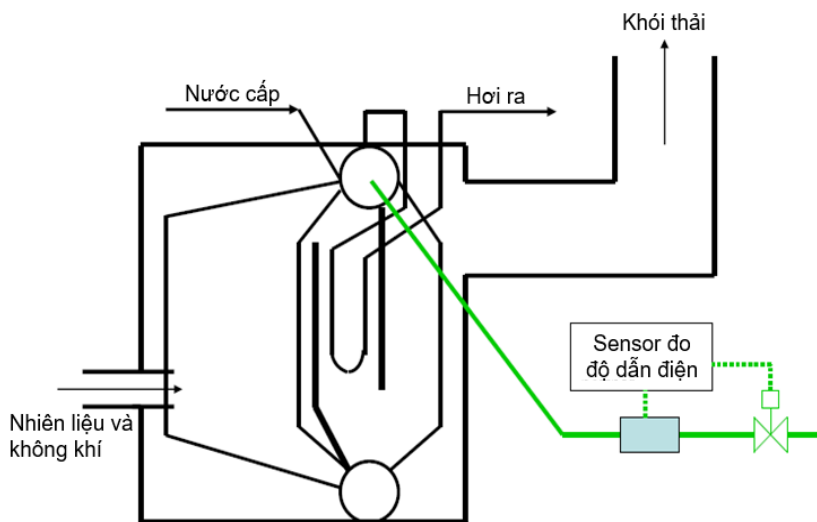 Khói thải
Nước cấp
Hơi ra
Sensor đo
độ dẫn điện
Nhiên liệu và
không khí